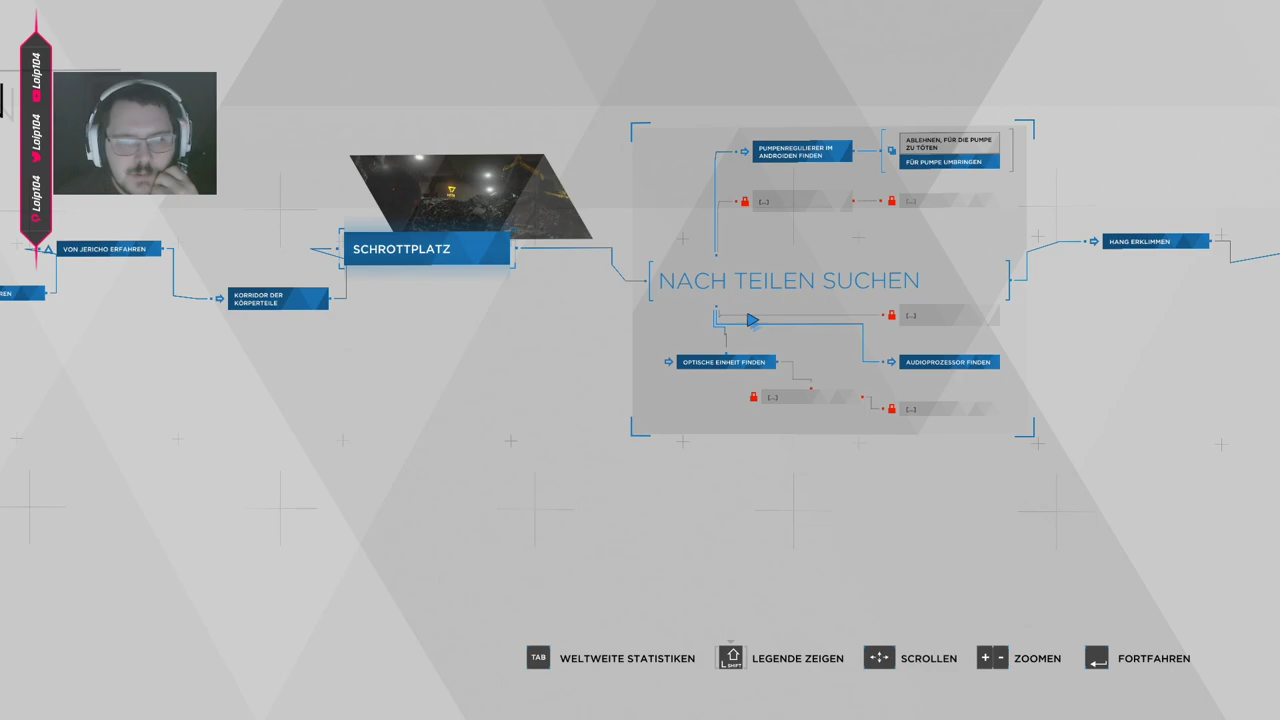 Loip104
Loip104
Loip104
N
REN
VON JERICHO ERFAHREN
KORRIDOR DER
KÖRPERTEILE
SCHROTTPLATZ
PUMPENREGULIERER IM
ANDROIDEN FINDEN
ABLEHNEN, FÜR DIE PUMPE
ZU TÖTEN
FÜR PUMPE UMBRINGEN
[...]
[...]
NACH TEILEN SUCHEN
[...]
OPTISCHE EINHEIT FINDEN
AUDIOPROZESSOR FINDEN
[...]
[...]
HANG ERKLIMMEN
TAB
WELTWEITE STATISTIKEN
L SHIFT
LEGENDE ZEIGEN
SCROLLEN
+ -
ZOOMEN
FORTFAHREN